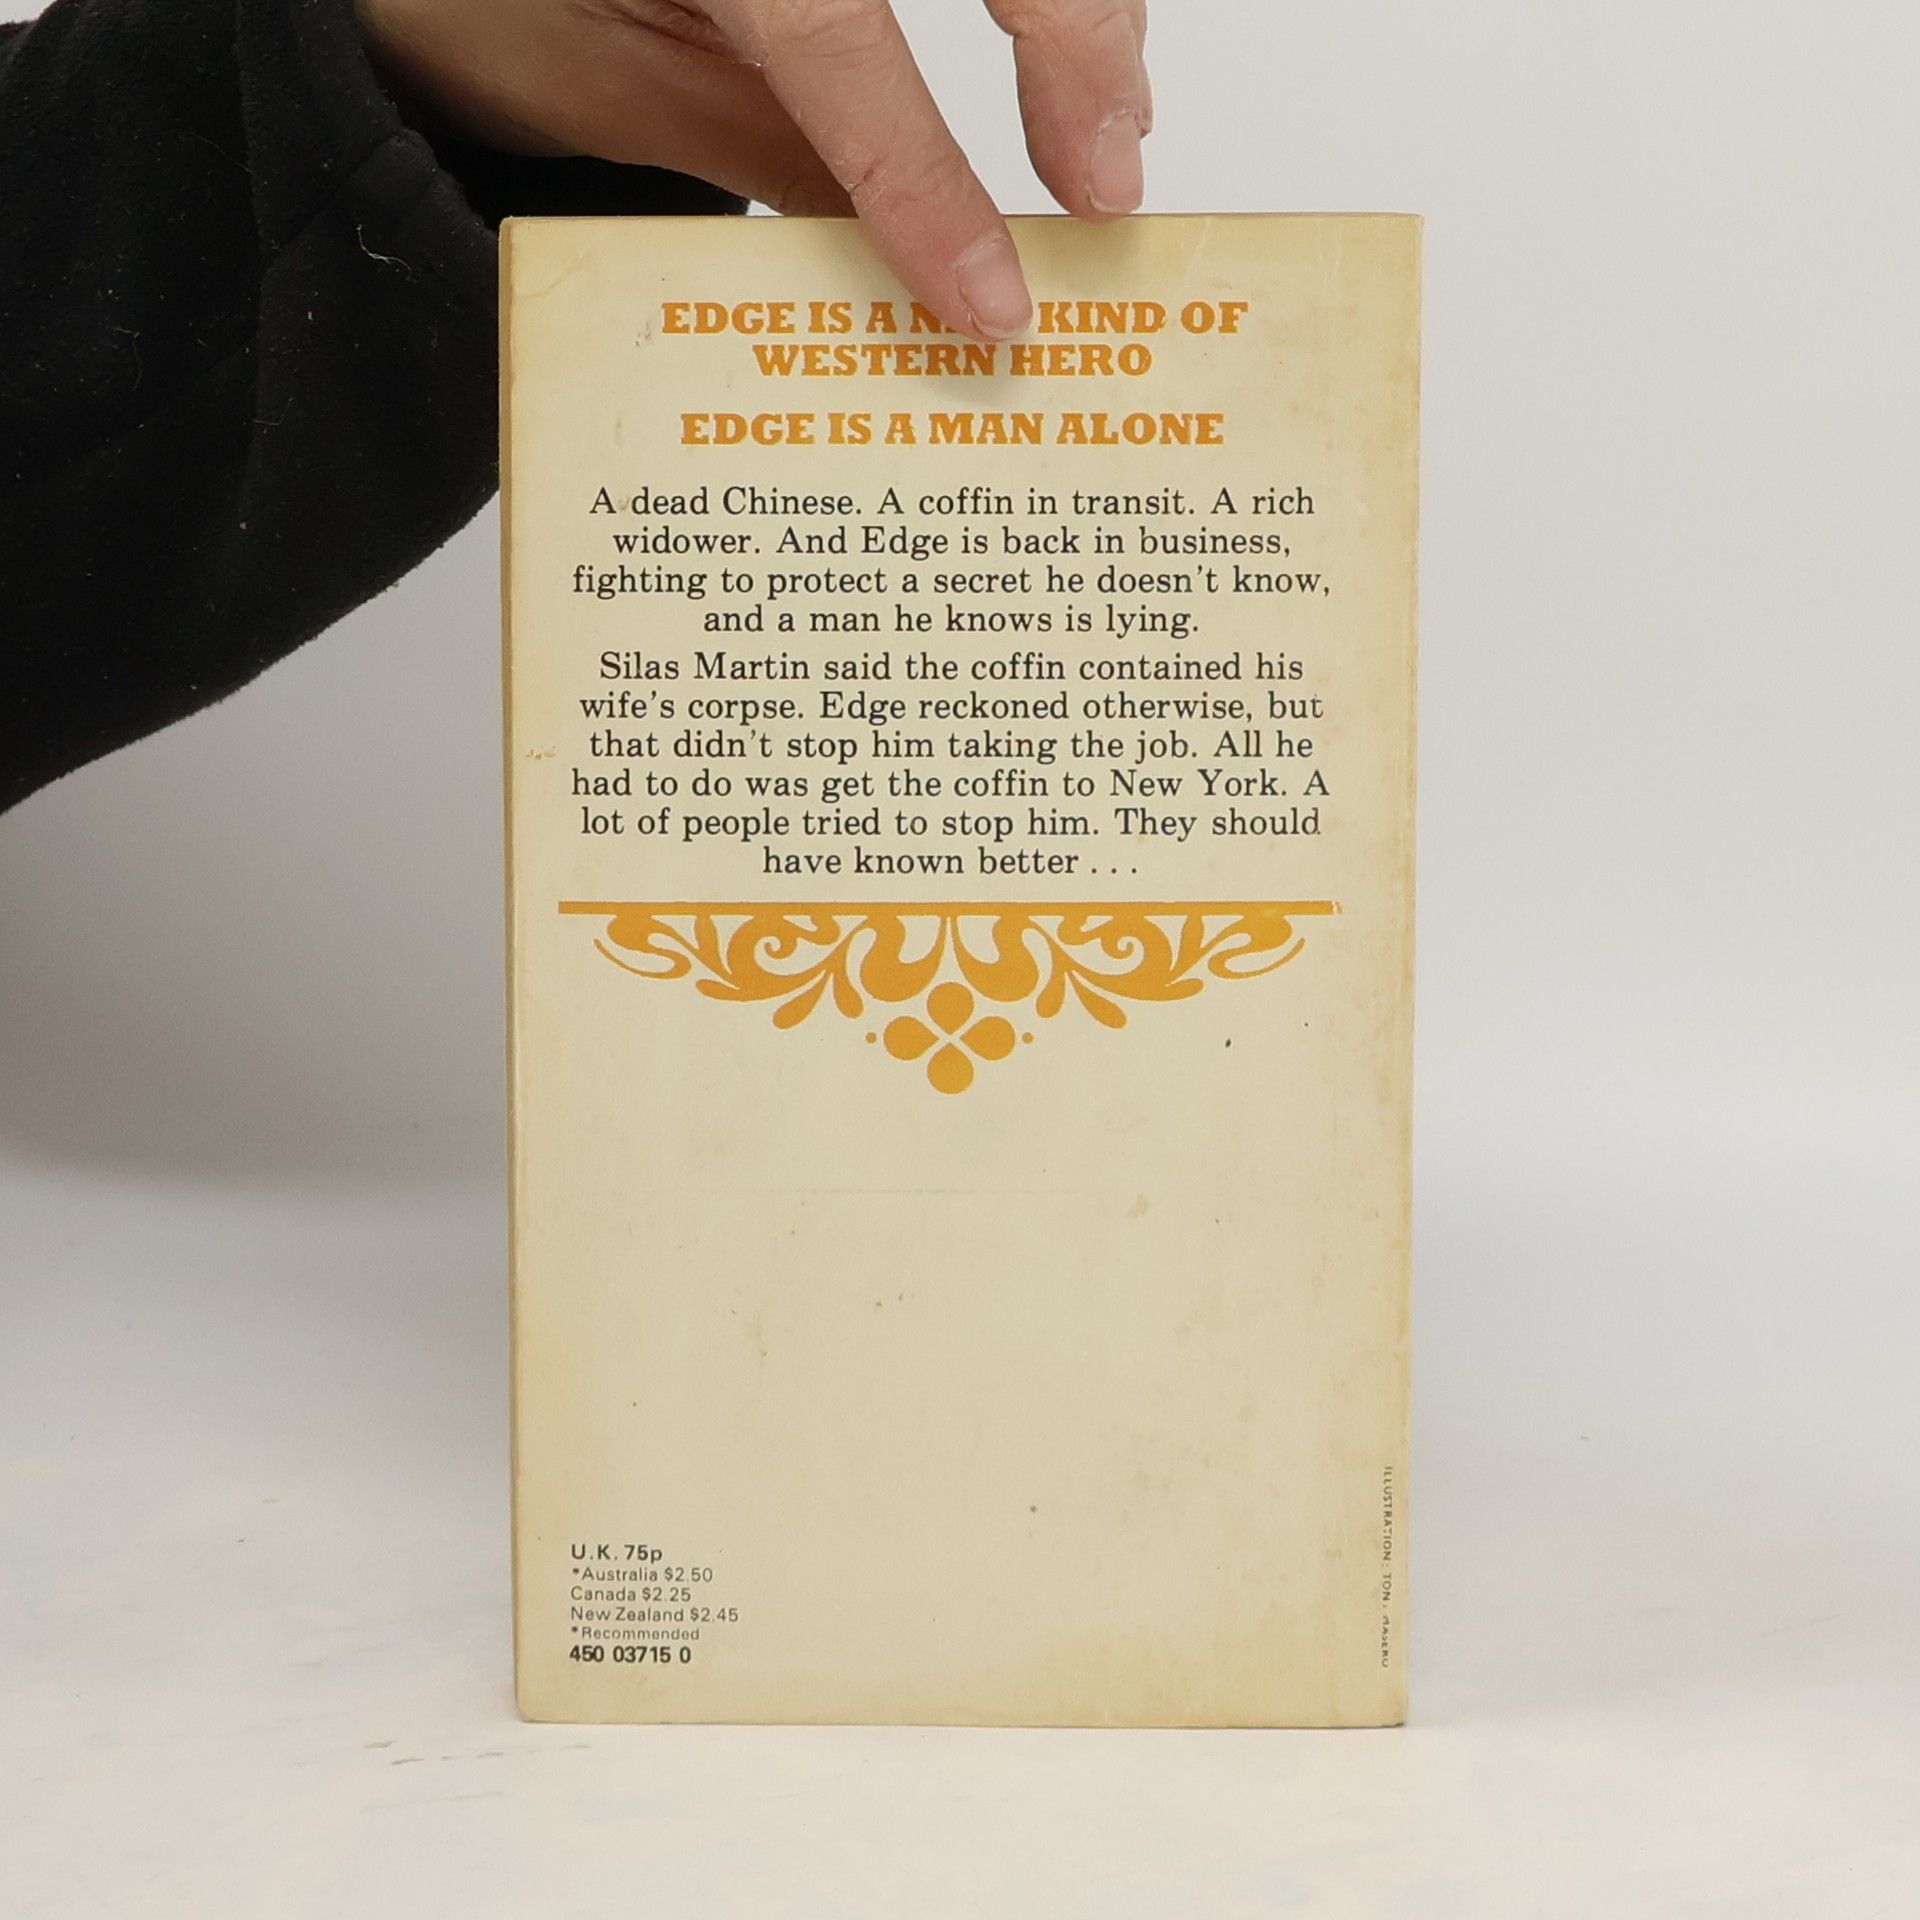 EDGE IS A KIND OF
WESTERN HERO
EDGE IS A MAN ALONE
A dead Chinese. A coffin in transit. A rich
widower. And Edge is back in business,
fighting to protect a secret he doesn't know,
and a man he knows is lying.
Silas Martin said the coffin contained his
wife's corpse. Edge reckoned otherwise, but
that didn't stop him taking the job. All he
had to do was get the coffin to New York. A
lot of people tried to stop him. They should
have known better . . .
U.K. 75p
*Australia $2.50
Canada $2.25
New Zealand $2.45
*Recommended
450 03715 0
ILLUSTRATION: